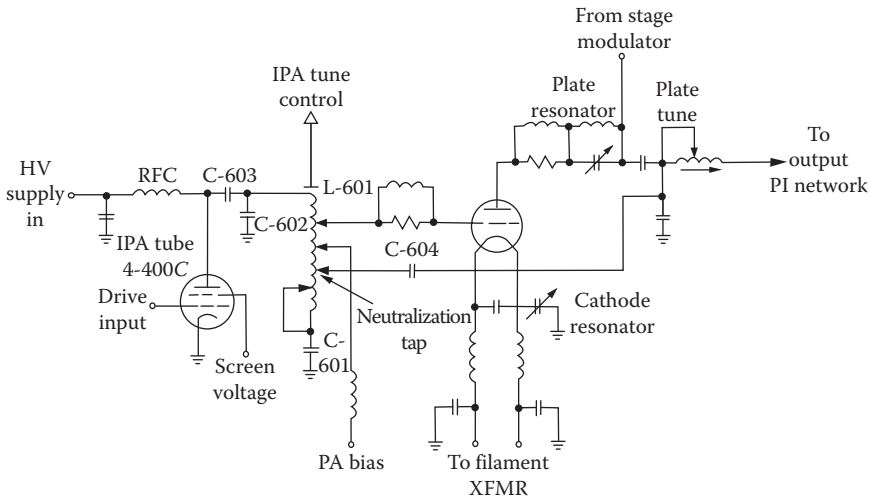 From stage
modulator
IPA tune
control
Plate
resonator
Plate
tune
To
output
PI network
HV
supply
in
RFC
C-603
L-601
C-602
IPA tube
4-400C
C-604
Drive
input
Neutralization
tap
Cathode
resonator
C-
601
Screen
voltage
PA bias
To filament
XFMR